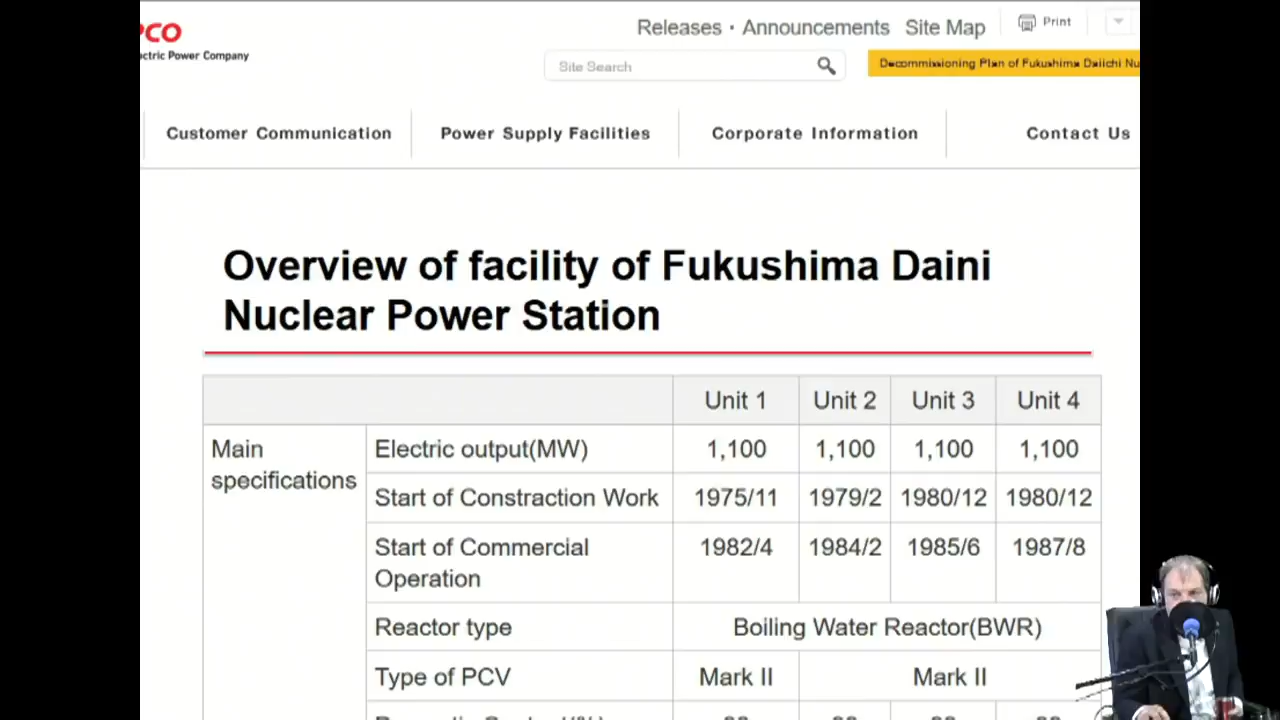 PCO
ectric Power Company
Releases · Announcements Site Map Print
Site Search
Decommissioning Plan of Fukushima Daiichi Nu
Customer Communication Power Supply Facilities Corporate Information Contact Us
Overview of facility of Fukushima Daini
Nuclear Power Station
Unit 1 Unit 2 Unit 3 Unit 4
Main
specifications
Electric output(MW) 1,100 1,100 1,100 1,100
Start of Constraction Work 1975/11 1979/2 1980/12 1980/12
Start of Commercial
Operation
1982/4 1984/2 1985/6 1987/8
Reactor type Boiling Water Reactor(BWR)
Type of PCV Mark II Mark II